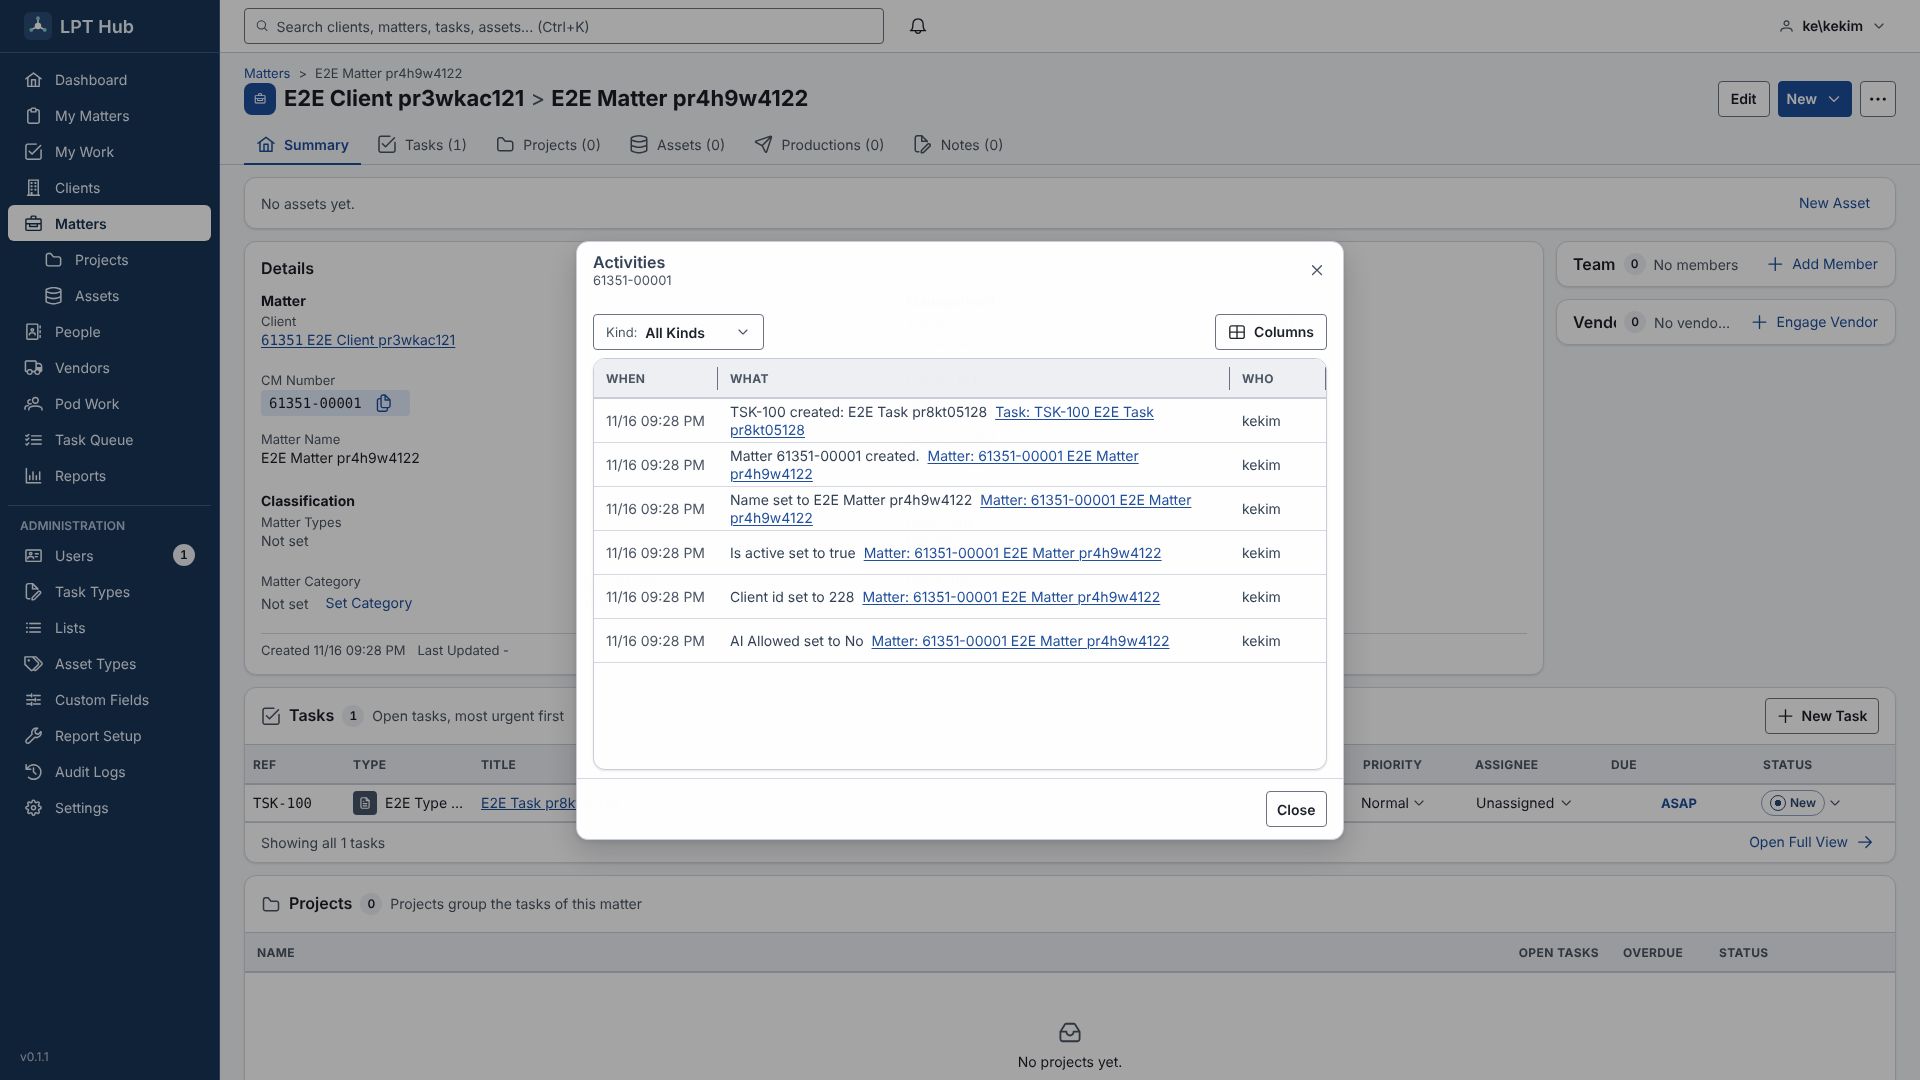 LPT Hub
Search clients, matters, tasks, assets... (Ctrl+K)
ke\kekim
Dashboard
My Matters
My Work
Clients
Matters
Projects
Assets
People
Vendors
Pod Work
Task Queue
Reports
ADMINISTRATION
Users
1
Task Types
Lists
Asset Types
Custom Fields
Report Setup
Audit Logs
Settings
v0.1.1
Matters > E2E Matter pr4h9w4122
E2E Client pr3wkac121 > E2E Matter pr4h9w4122
Edit
New
Summary
Tasks (1)
Projects (0)
Assets (0)
Productions (0)
Notes (0)
No assets yet.
New Asset
Details
Matter
Client
61351 E2E Client pr3wkac121
CM Number
61351-00001
Matter Name
E2E Matter pr4h9w4122
Classification
Matter Types
Not set
Matter Category
Not set Set Category
Created 11/16 09:28 PM Last Updated -
Team 0 No members
Add Member
0 No vendo...
Engage Vendor
Activities
61351-00001
Kind: All Kinds
Columns
WHEN WHAT WHO
11/16 09:28 PM TSK-100 created: E2E Task pr8kt05128 Task: TSK-100 E2E Task kekim
pr8kt05128
11/16 09:28 PM Matter 61351-00001 created. Matter: 61351-00001 E2E Matter kekim
pr4h9w4122
11/16 09:28 PM Name set to E2E Matter pr4h9w4122 Matter: 61351-00001 E2E Matter kekim
pr4h9w4122
11/16 09:28 PM Is active set to true Matter: 61351-00001 E2E Matter pr4h9w4122 kekim
11/16 09:28 PM Client id set to 228 Matter: 61351-00001 E2E Matter pr4h9w4122 kekim
11/16 09:28 PM AI Allowed set to No Matter: 61351-00001 E2E Matter pr4h9w4122 kekim
Close
Tasks 1 Open tasks, most urgent first
New Task
REF TYPE TITLE PRIORITY ASSIGNEE DUE STATUS
TSK-100 E2E Type ... E2E Task pr8k Normal Unassigned ASAP New
Showing all 1 tasks
Open Full View
Projects 0 Projects group the tasks of this matter
NAME OPEN TASKS OVERDUE STATUS
No projects yet.